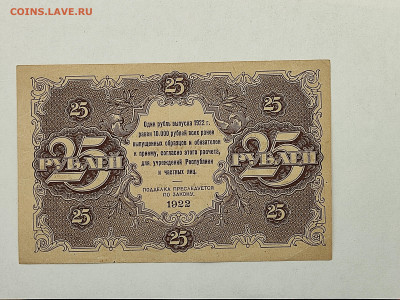 COINS.LAVE.RU
25 25
Один рубль выпуска 1922 г.
равен 10.000 рублей всех ранее
выпущенных образцов и обязателен
к приему, согласно этого расчета,
для учреждений Республики
и частных лиц.
25 25
РУБЛЕЙ РУБЛЕЙ
ПОДДЕЛКА ПРЕСЛЕДУЕТСЯ
ПО ЗАКОНУ.
1922
25 25
25